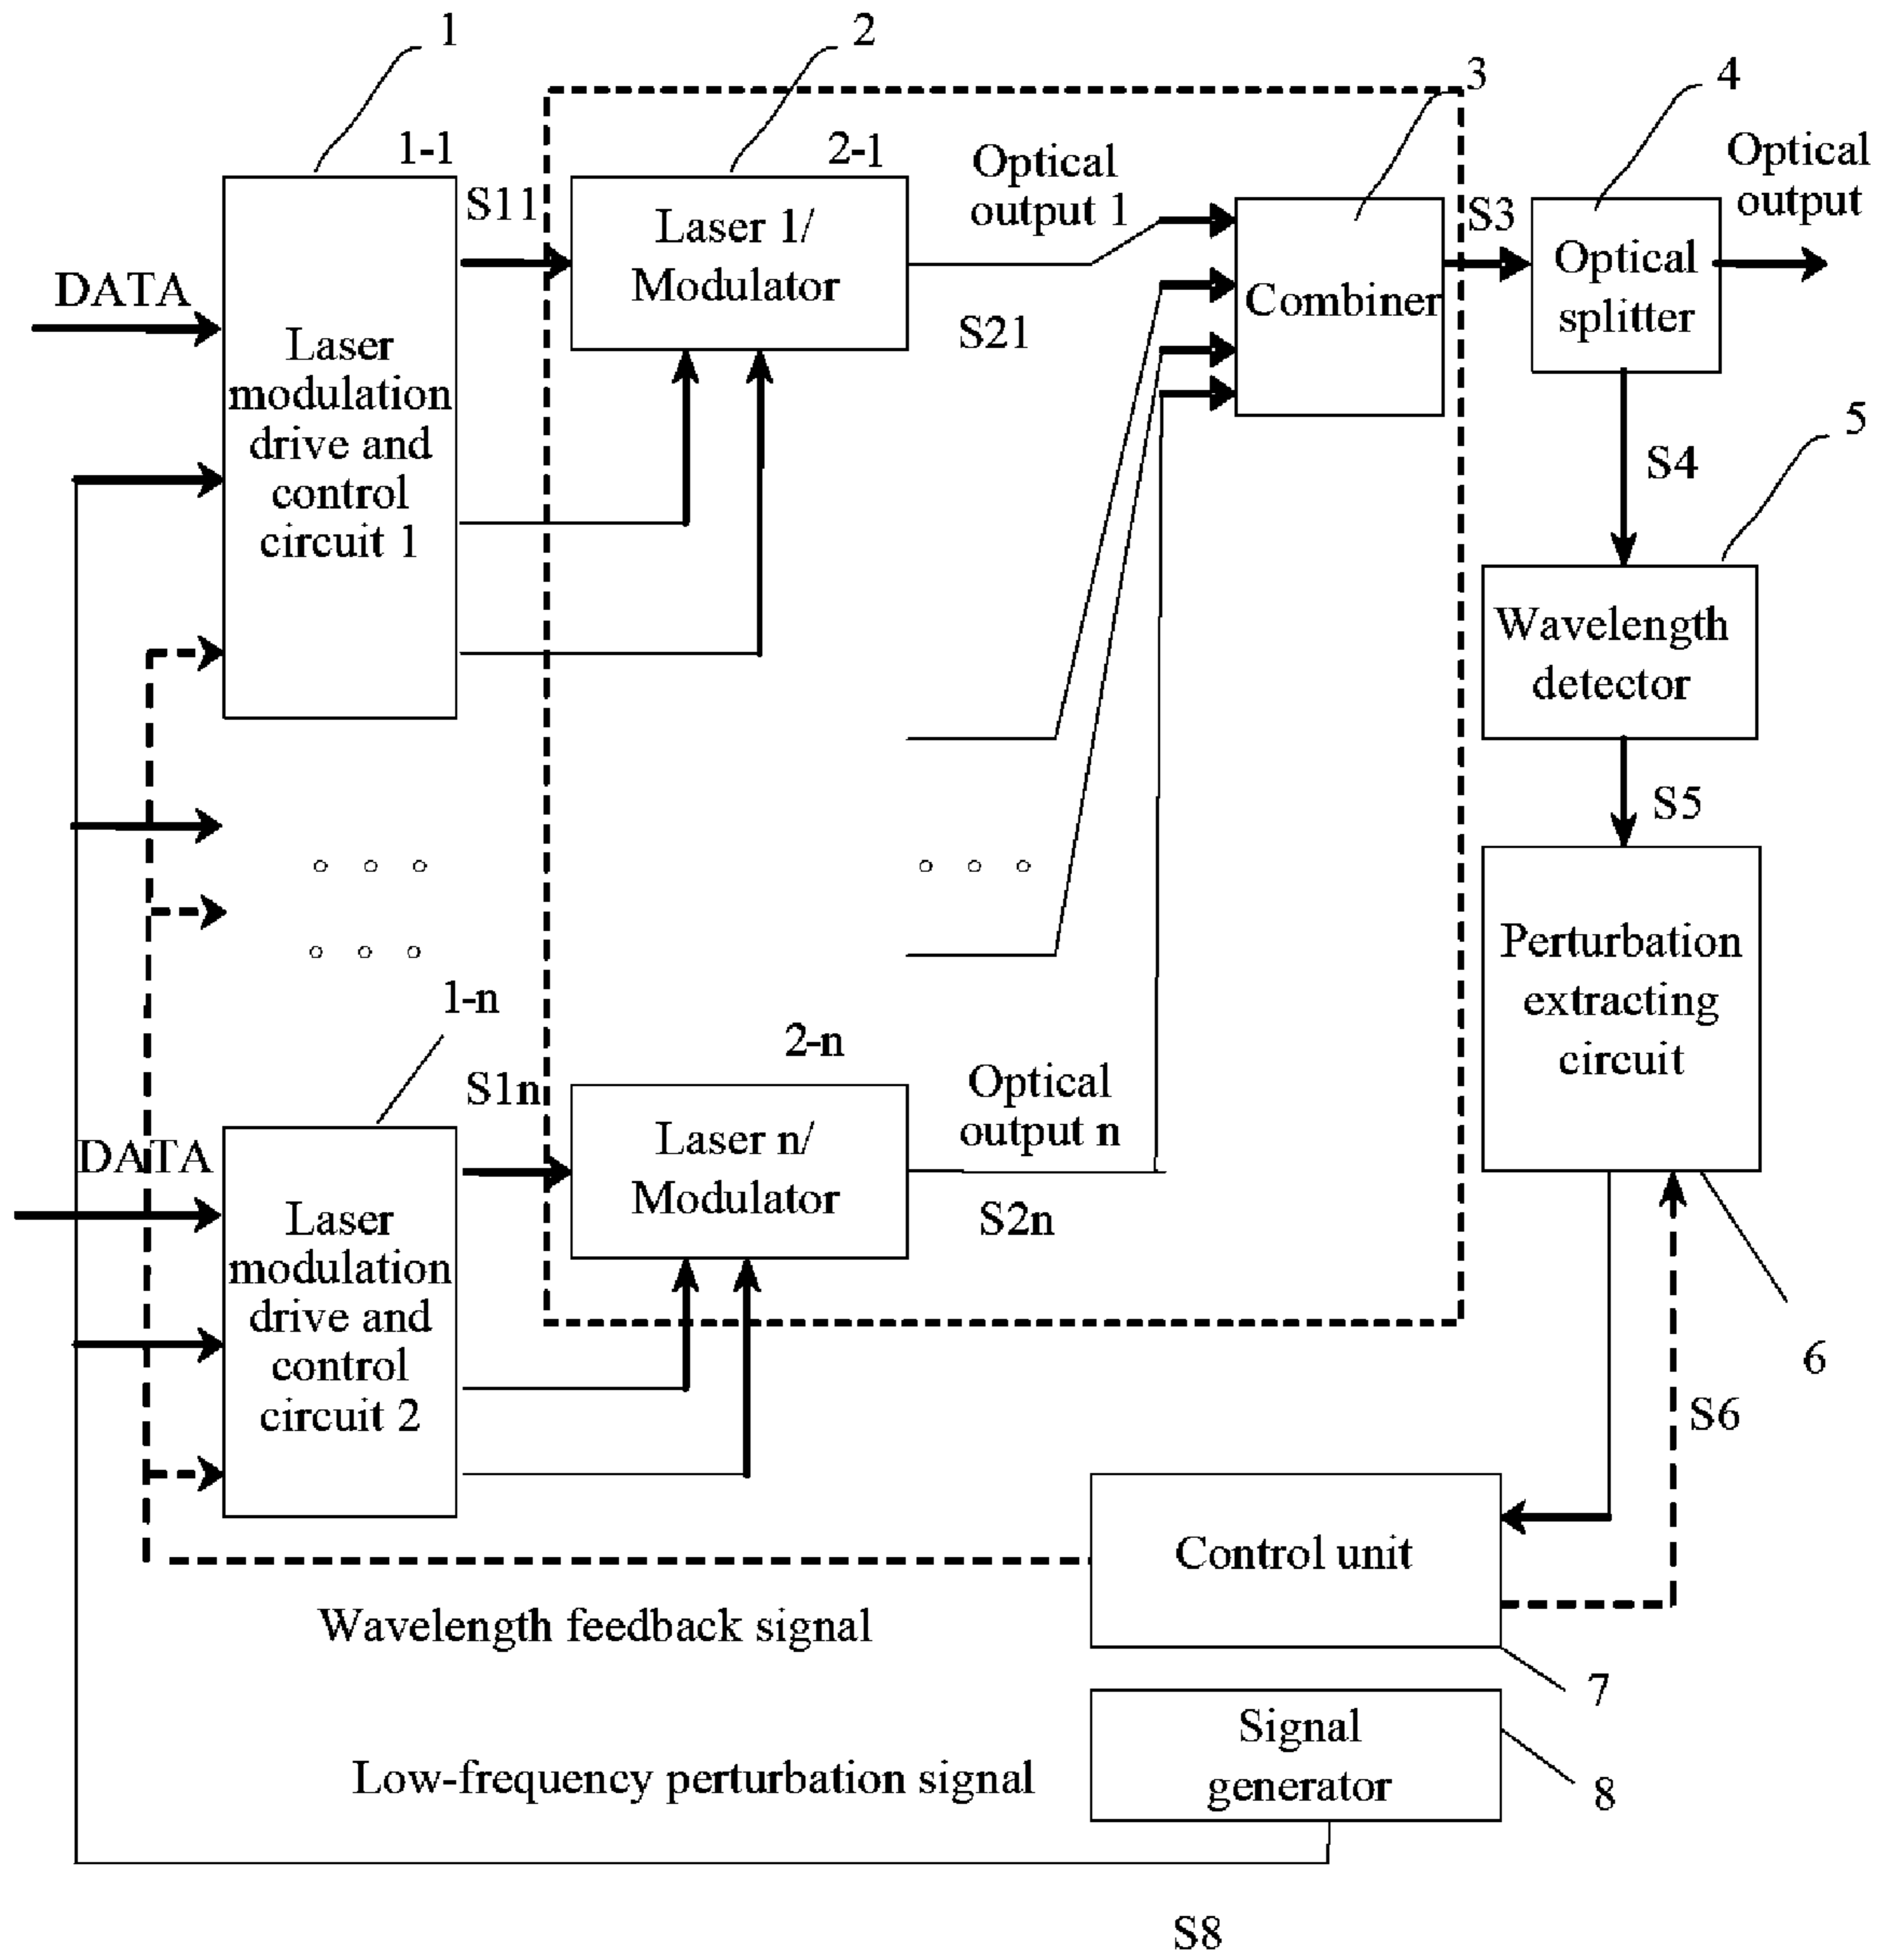 1
2
3
4
1-1
2-1
Optical
output 1
Optical
output
S11
S3
Laser 1/
Modulator
Optical
splitter
DATA
Combiner
S21
Laser
modulation
drive and
control
circuit 1
5
S4
Wavelength
detector
S5
Perturbation
extracting
circuit
1-n
2-n
S1n
Optical
output n
DATA
Laser n/
Modulator
S2n
Laser
modulation
drive and
control
circuit 2
6
S6
Control unit
Wavelength feedback signal
7
Signal
generator
Low-frequency perturbation signal
8
S8